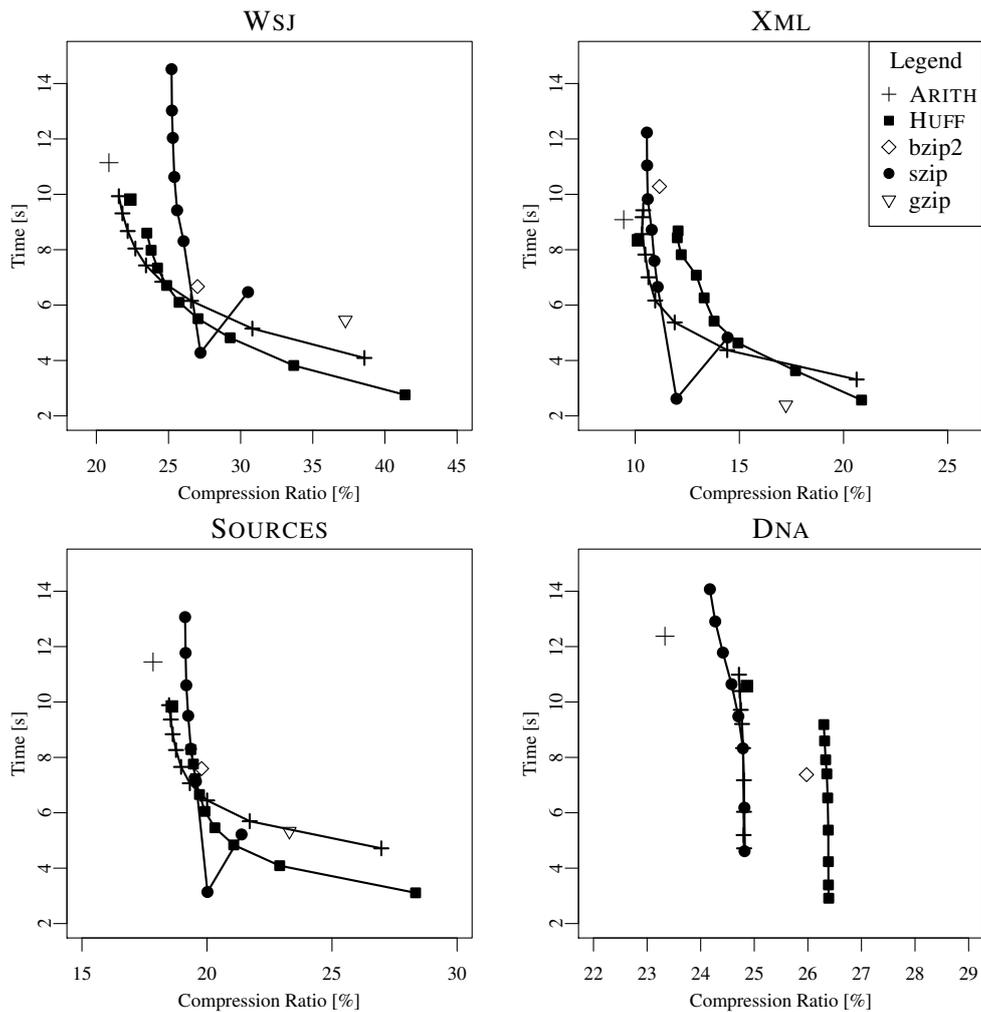 WSJ
2 4 6 8 10 12 14
Time [s]
20 25 30 35 40 45
Compression Ratio [%]
XML
2 4 6 8 10 12 14
Time [s]
10 15 20 25
Compression Ratio [%]
Legend
ARITH
HUFF
bzip2
szip
gzip
SOURCES
2 4 6 8 10 12 14
Time [s]
15 20 25 30
Compression Ratio [%]
DNA
2 4 6 8 10 12 14
Time [s]
22 23 24 25 26 27 28 29
Compression Ratio [%]